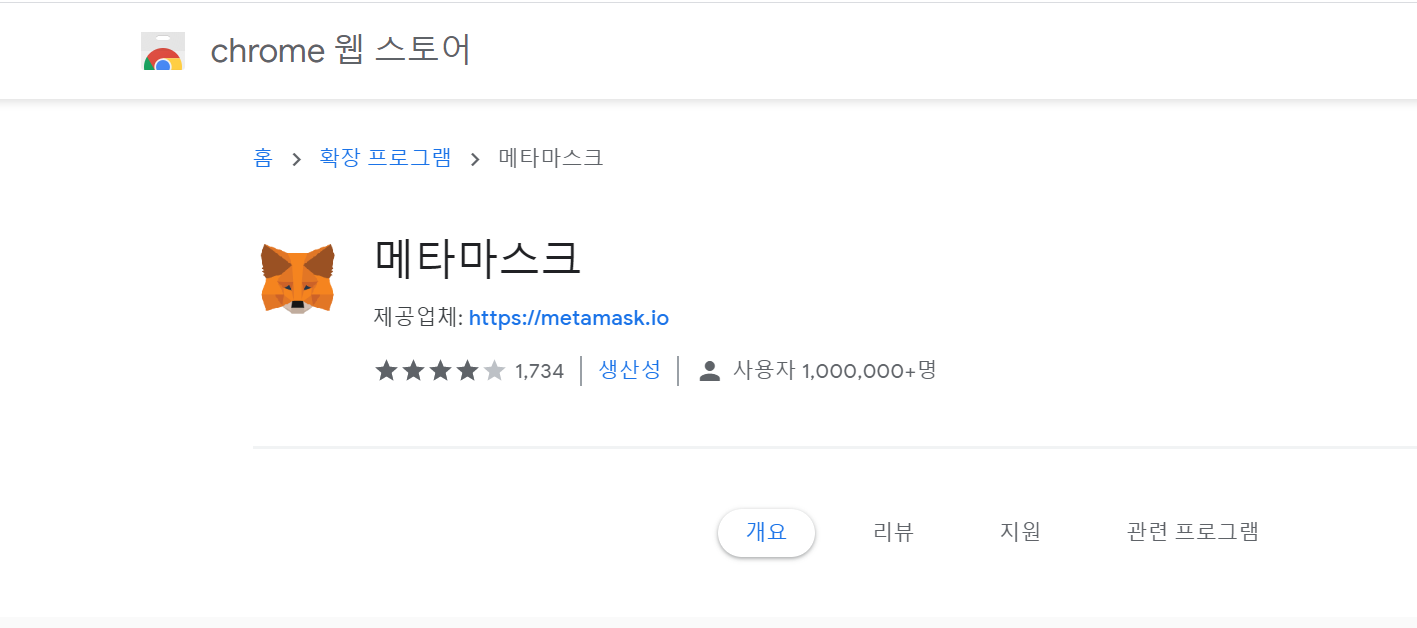 chrome 웹 스토어
홈 > 확장 프로그램 > 메타마스크
메타마스크
제공업체: https://metamask.io
1,734 | 생산성 | 사용자 1,000,000+명
개요 리뷰 지원 관련 프로그램